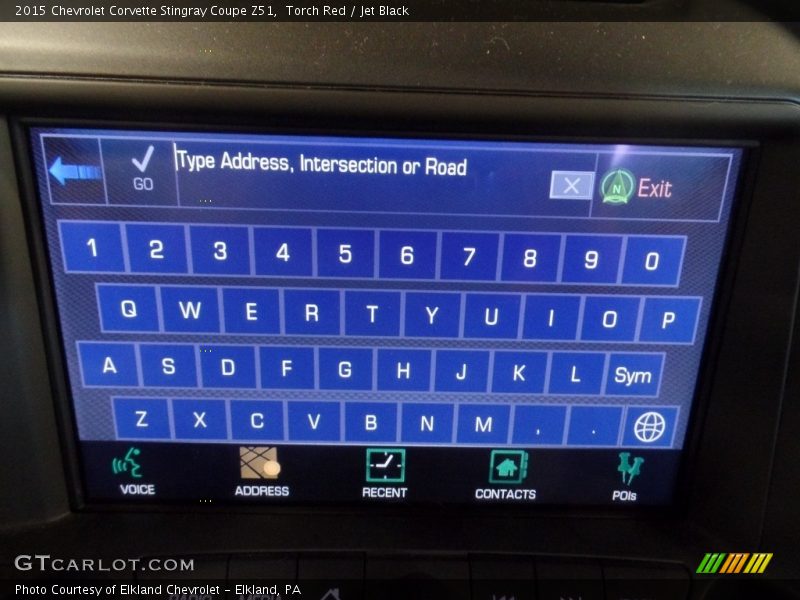 2015 Chevrolet Corvette Stingray Coupe Z51, Torch Red / Jet Black
Type Address, Intersection or Road
GO
X
N
Exit
1 2 3 4 5 6 7 8 9 0
Q W E R T Y U I O P
A S D F G H J K L Sym
Z X C V B N M , .
VOICE ADDRESS RECENT CONTACTS POIs
GTCARLOT.COM
Photo Courtesy of Elkland Chevrolet - Elkland, PA